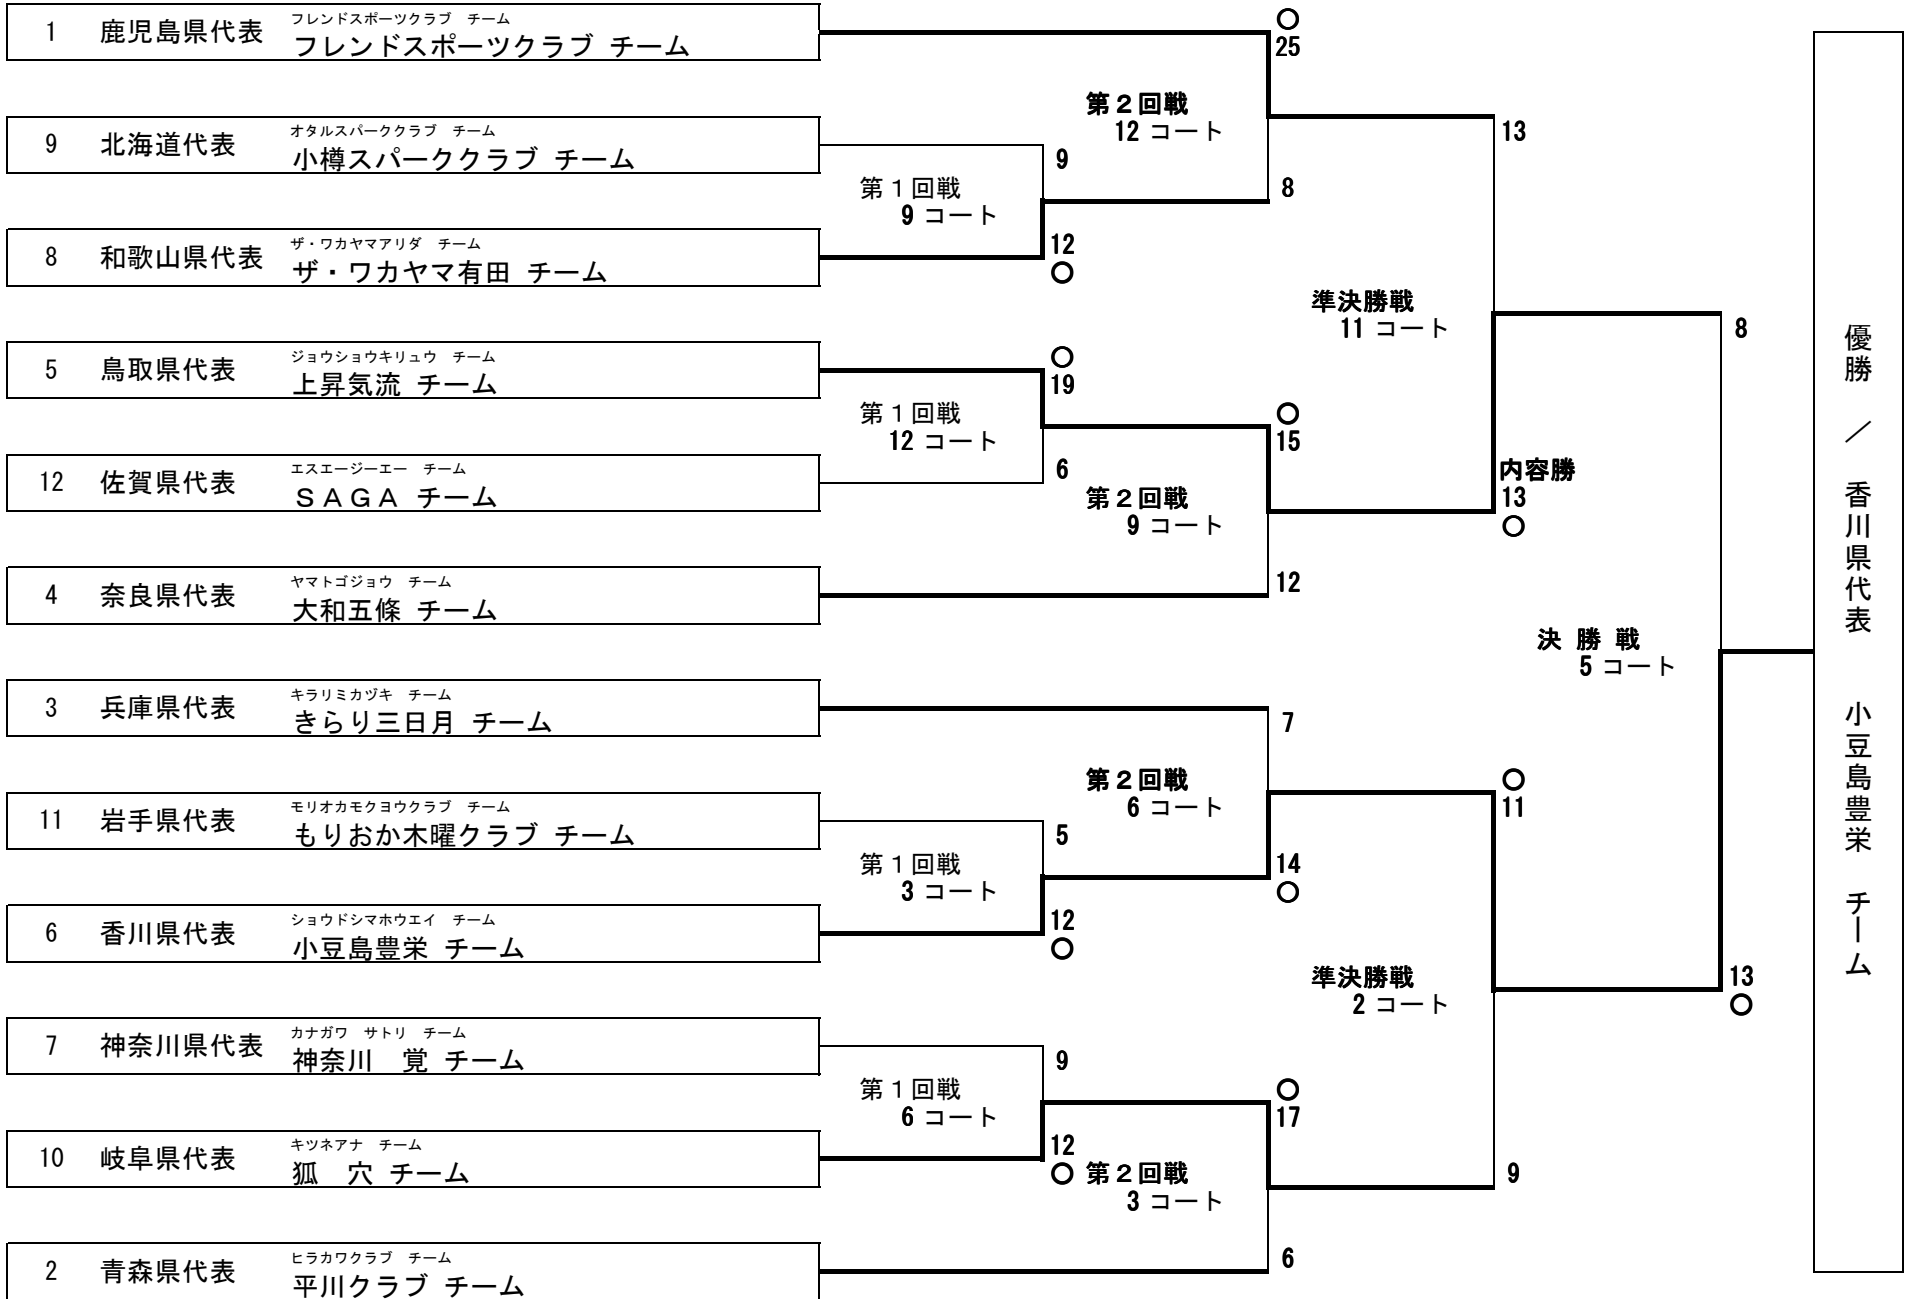 1 鹿児島県代表 フレンドスポーツクラブ チーム
フレンドスポーツクラブ チーム
○
25
第２回戦
12 コート
13
9 北海道代表 オタルスパーククラブ チーム
小樽スパーククラブ チーム
9
第１回戦
9 コート
8
8 和歌山県代表 ザ・ワカヤマアリダ チーム
ザ・ワカヤマ有田 チーム
12
○
準決勝戦
11 コート
8
5 鳥取県代表 ジョウショウキリュウ チーム
上昇気流 チーム
○
19
第１回戦
12 コート
○
15
12 佐賀県代表 エスエージーエー チーム
ＳＡＧＡ チーム
6
第２回戦
9 コート
内容勝
13
○
4 奈良県代表 ヤマトゴジョウ チーム
大和五條 チーム
12
決 勝 戦
5 コート
3 兵庫県代表 キラリミカヅキ チーム
きらり三日月 チーム
7
第２回戦
6 コート
○
11
11 岩手県代表 モリオカモクヨウクラブ チーム
もりおか木曜クラブ チーム
5
第１回戦
3 コート
14
○
6 香川県代表 ショウドシマホウエイ チーム
小豆島豊栄 チーム
12
○
準決勝戦
2 コート
13
○
7 神奈川県代表 カナガワ サトリ チーム
神奈川　覚 チーム
9
第１回戦
6 コート
○
17
10 岐阜県代表 キツネアナ チーム
狐　穴 チーム
12
○
第２回戦
3 コート
9
2 青森県代表 ヒラカワクラブ チーム
平川クラブ チーム
6
優勝 ／ 香川県代表　小豆島豊栄 チーム